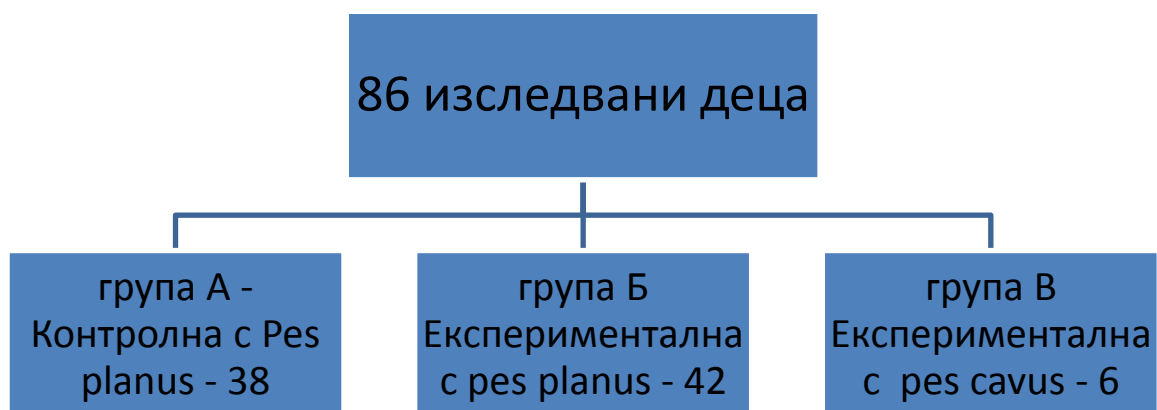 86 изследвани деца
група А -
Контролна с Pes
planus - 38
група Б
Експериментална
с pes planus - 42
група В
Експериментална
с pes cavus - 6